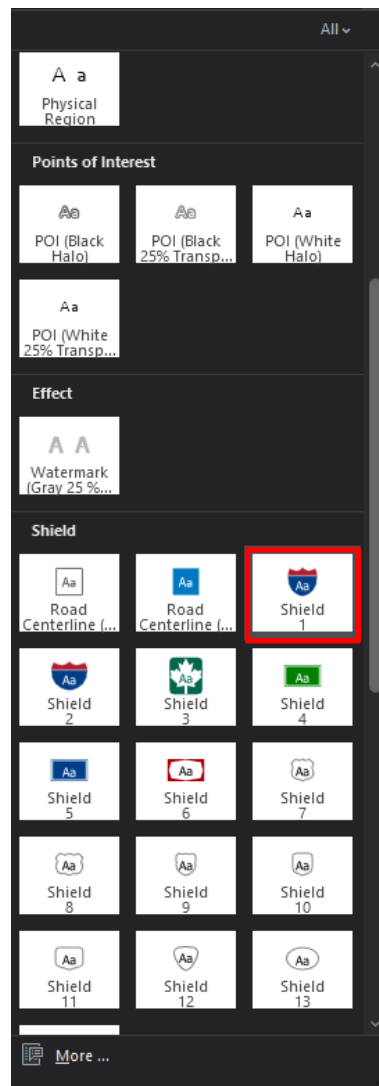 All
A a
Physical
Region
Points of Interest
Aa Aa Aa
POI (Black
Halo)
POI (Black
25% Transp...
POI (White
Halo)
Aa
POI (White
25% Transp...
Effect
A A
Watermark
(Gray 25 %...
Shield
Aa Aa Aa
Road
Centerline (...
Road
Centerline (...
Shield
1
Aa Aa Aa
Shield
2
Shield
3
Shield
4
Aa Aa Aa
Shield
5
Shield
6
Shield
7
Aa Aa Aa
Shield
8
Shield
9
Shield
10
Aa Aa Aa
Shield
11
Shield
12
Shield
13
More ...